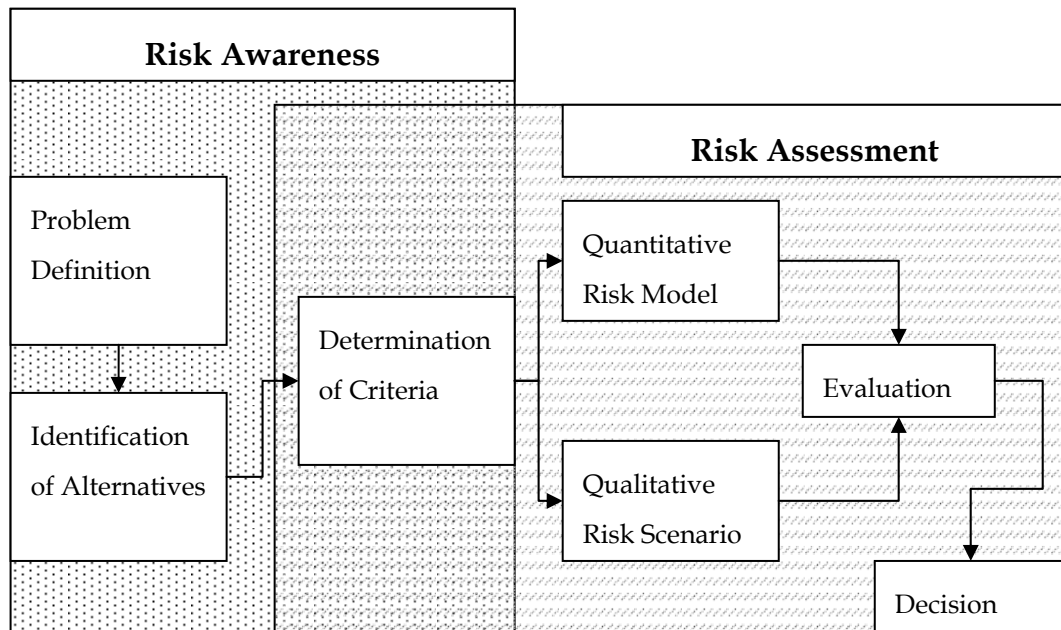 Risk Awareness
Risk Assessment
Problem
Definition
Identification
of Alternatives
Determination
of Criteria
Quantitative
Risk Model
Qualitative
Risk Scenario
Evaluation
Decision